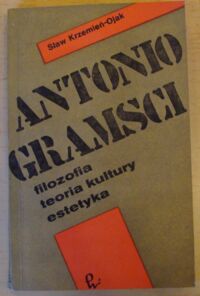 Sław Krzemień-Ojak
ANTONIO
GRAMSCI
filozofia
teoria kultury
estetyka